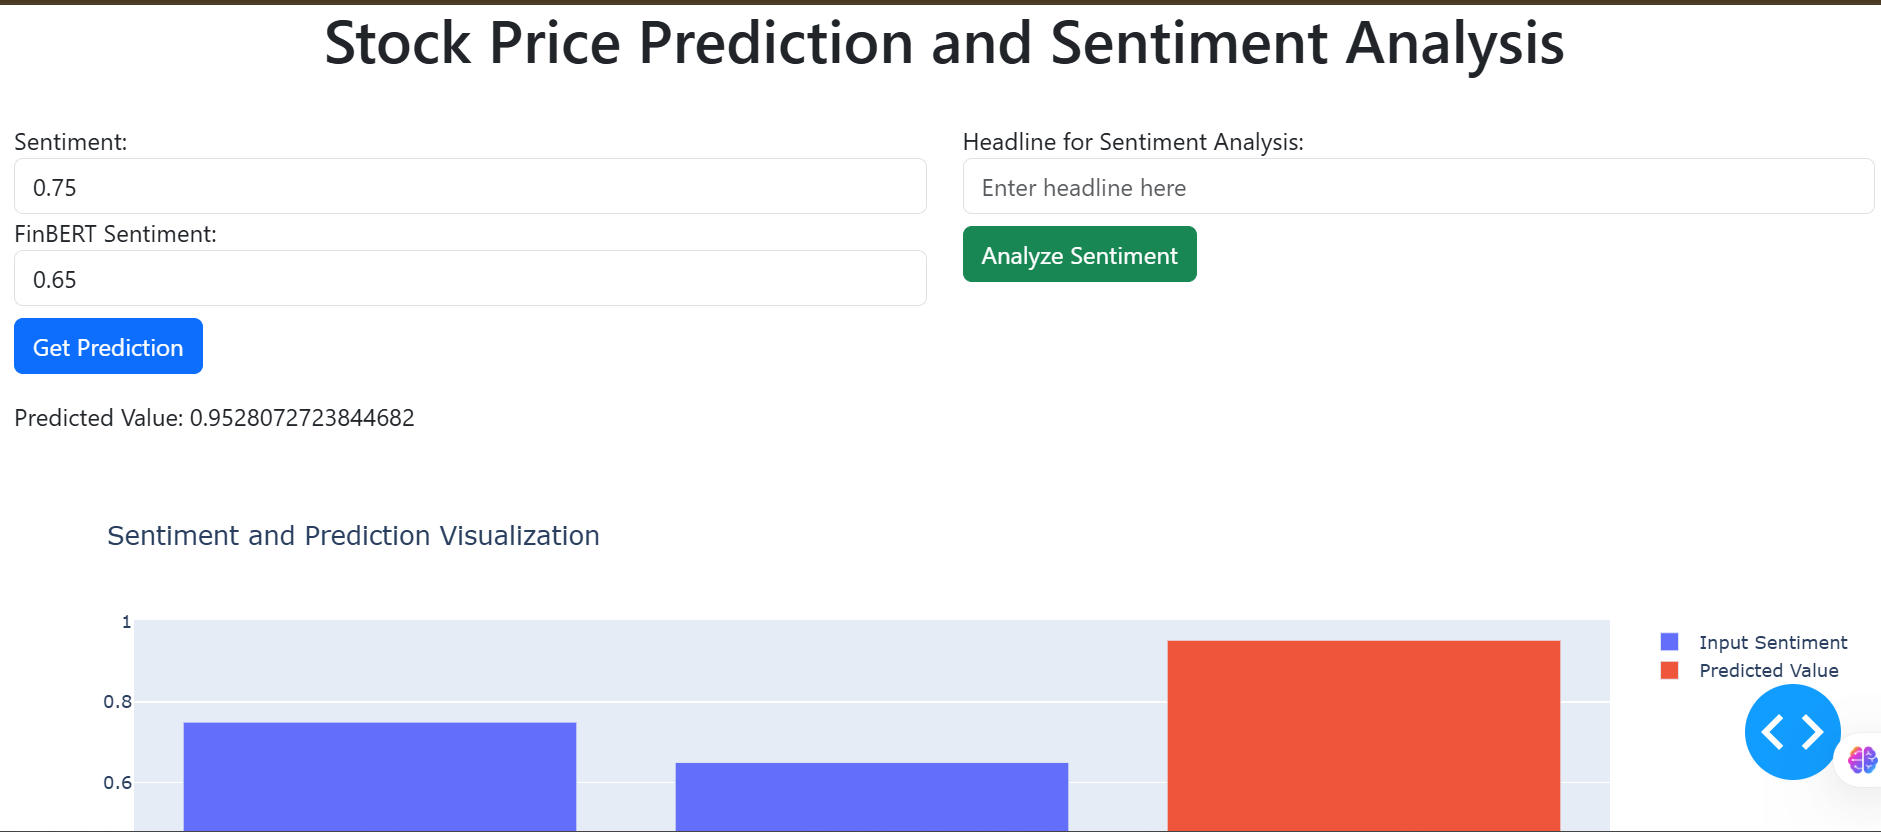 Stock Price Prediction and Sentiment Analysis
Sentiment:
0.75
FinBERT Sentiment:
0.65
Get Prediction
Predicted Value: 0.9528072723844682
Headline for Sentiment Analysis:
Enter headline here
Analyze Sentiment
Sentiment and Prediction Visualization
1
0.8
0.6
Input Sentiment
Predicted Value